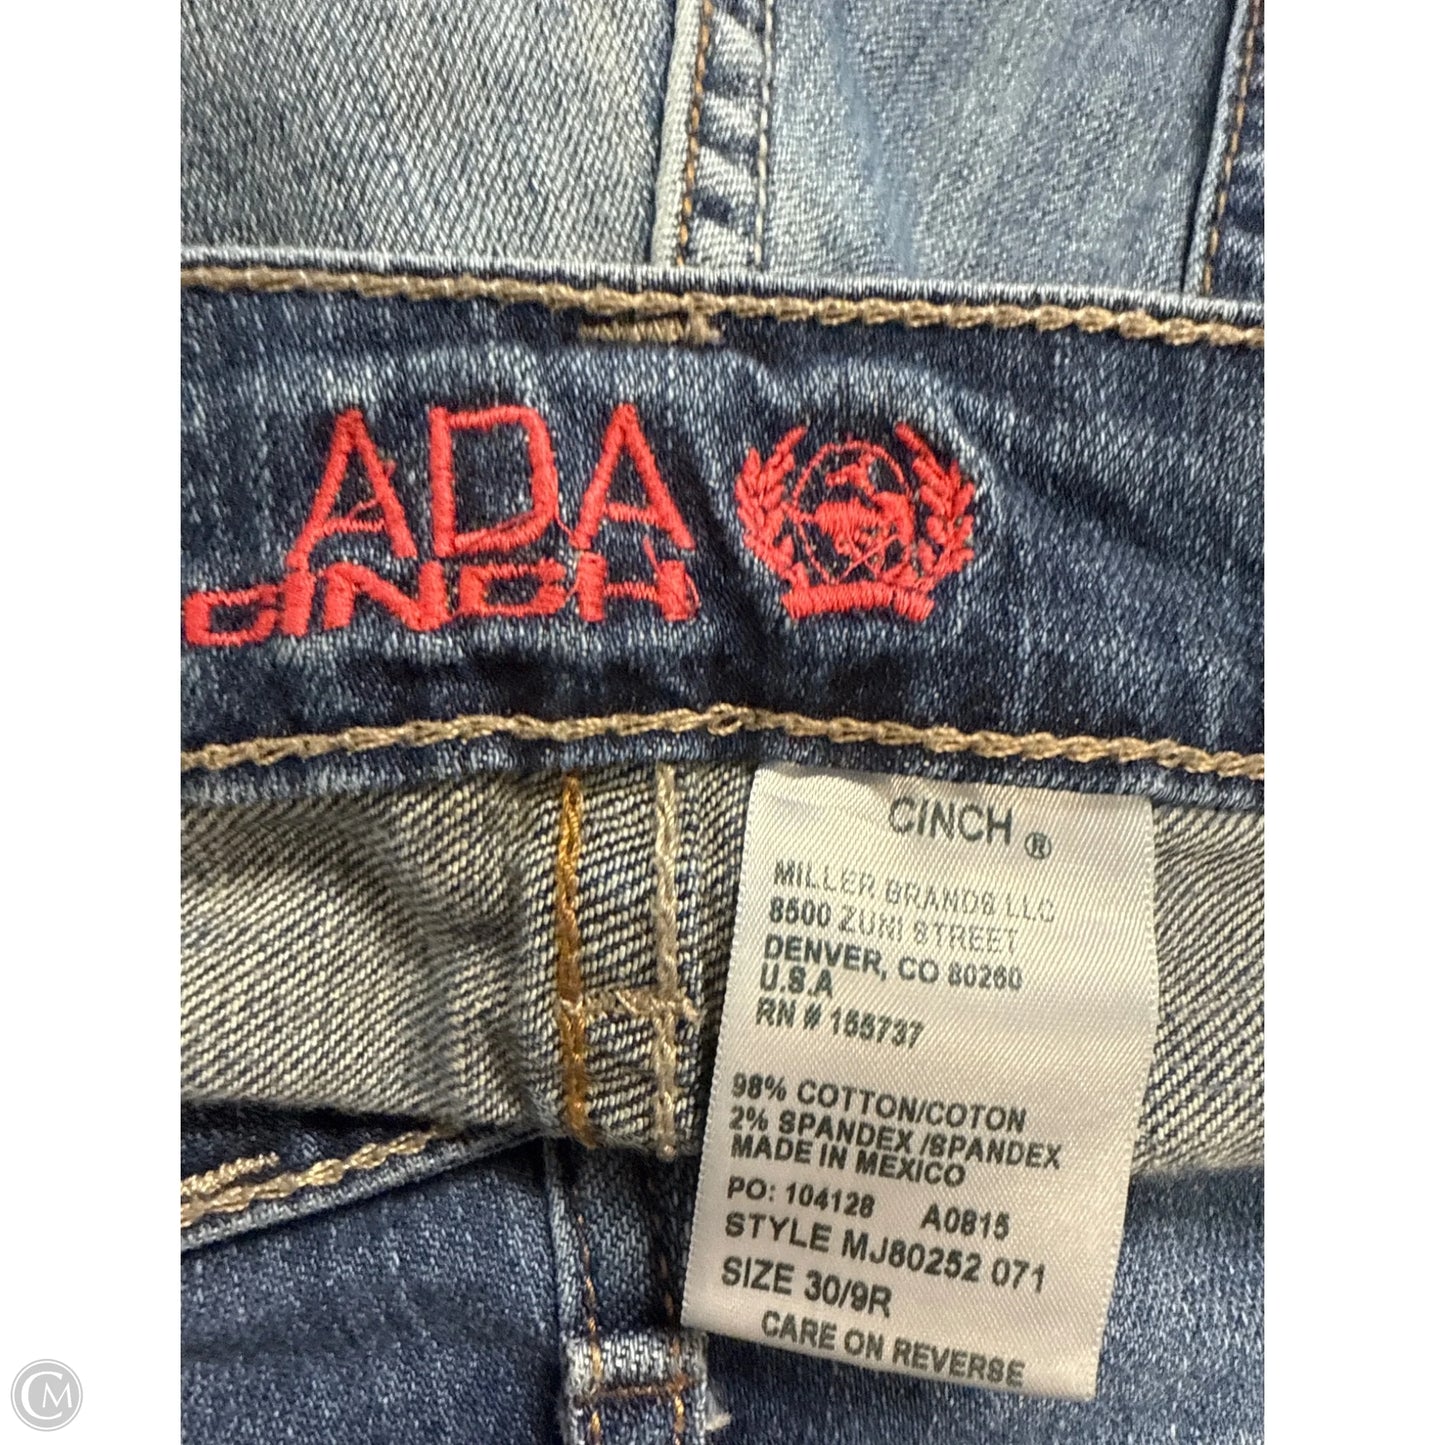 ADA
CINCH
CINCH ®
MILLER BRANDS LLC
8500 ZUNI STREET
DENVER, CO 80260
U.S.A
RN # 155737
98% COTTON/COTON
2% SPANDEX /SPANDEX
MADE IN MEXICO
PO: 104128 A0815
STYLE MJ80252 071
SIZE 30/9R
CARE ON REVERSE
CM